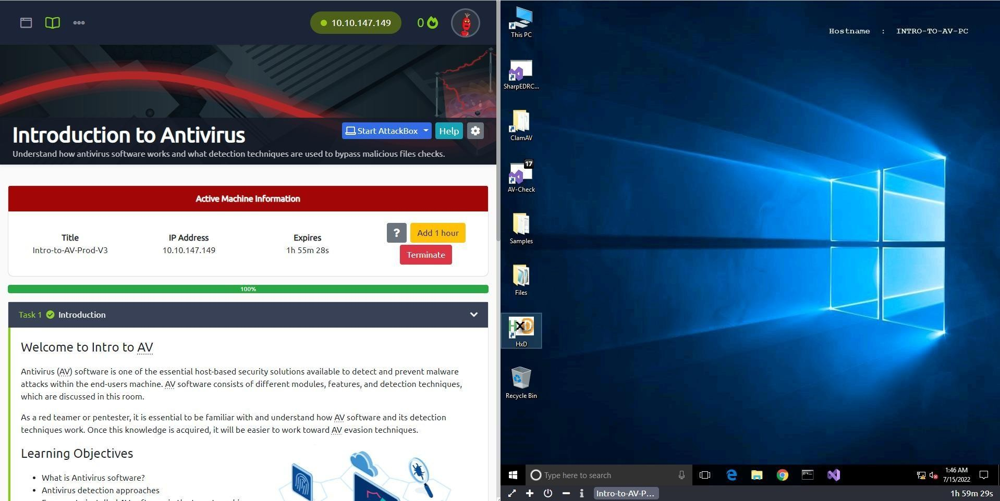 10.10.147.149
0
Introduction to Antivirus
Start AttackBox
Help
Understand how antivirus software works and what detection techniques are used to bypass malicious files checks.
Active Machine Information
Title
IP Address
Expires
Intro-to-AV-Prod-V3
10.10.147.149
1h 55m 28s
?
Add 1 hour
Terminate
100%
Task 1 Introduction
Welcome to Intro to AV
Antivirus (AV) software is one of the essential host-based security solutions available to detect and prevent malware
attacks within the end-users machine. AV software consists of different modules, features, and detection techniques,
which are discussed in this room.
As a red teamer or pentester, it is essential to be familiar with and understand how AV software and its detection
techniques work. Once this knowledge is acquired, it will be easier to work toward AV evasion techniques.
Learning Objectives
What is Antivirus software?
Antivirus detection approaches
This PC
SharpEDRC...
ClamAV
17
AV-Check
Samples
Files
HxD
HxD
Recycle Bin
Hostname : INTRO-TO-AV-PC
Type here to search
1:46 AM
7/15/2022
Intro-to-AV-P...
1h 59m 29s